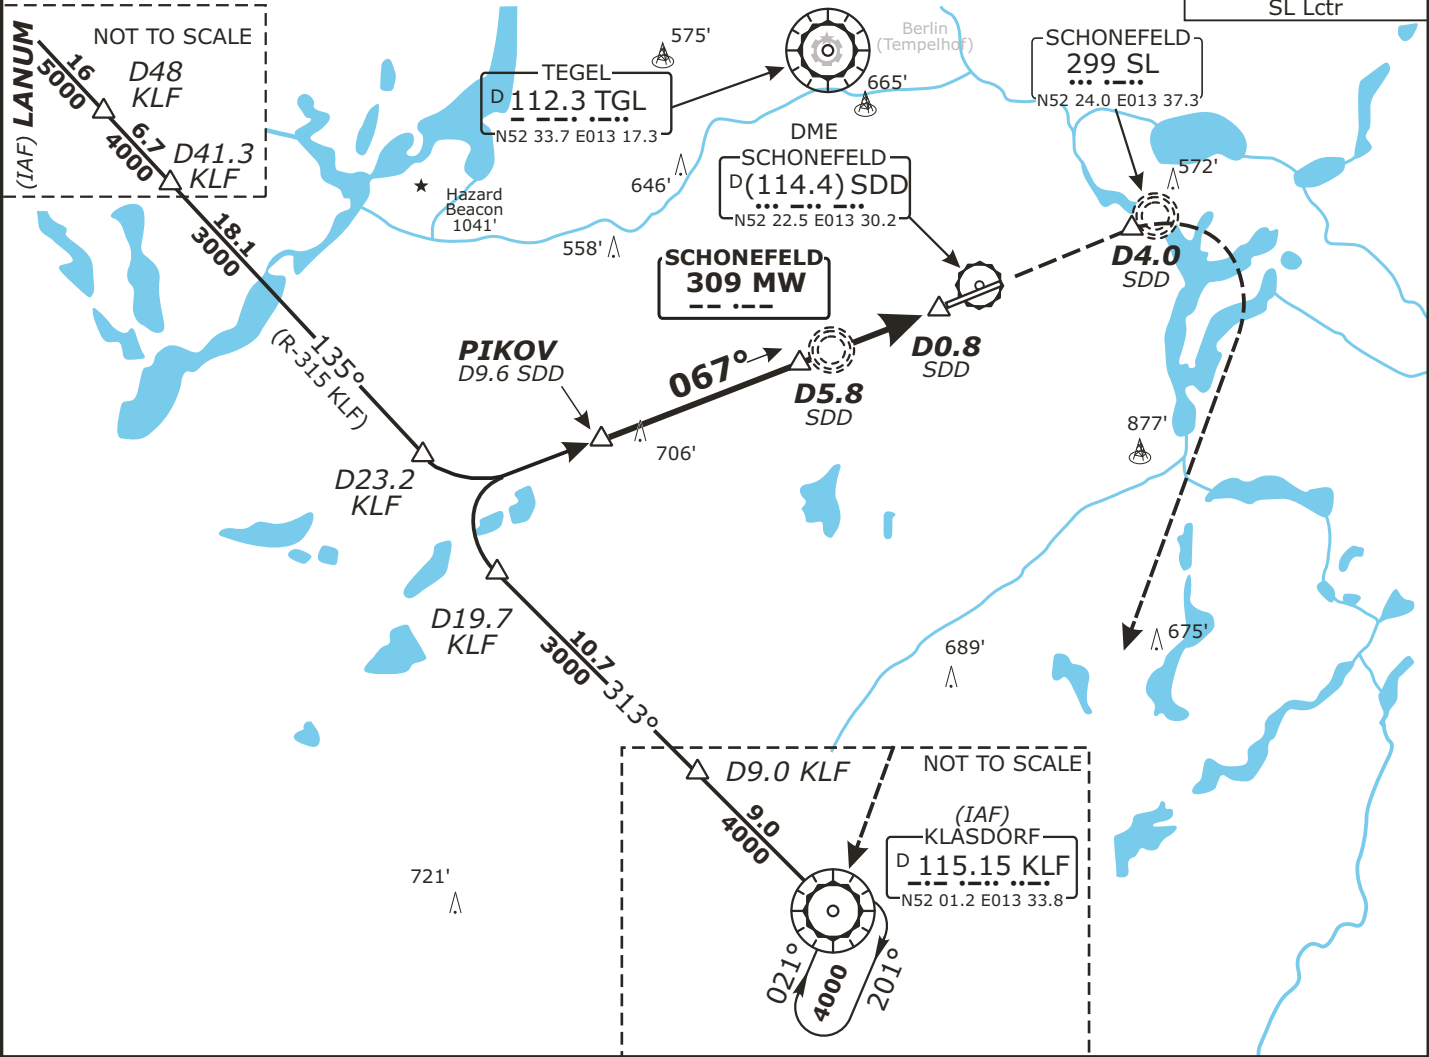 SL Lctr
(IAF) LANUM
NOT TO SCALE
16
5000
D48
KLF
6.7
4000
D41.3
KLF
18.1
3000
135°
(R-315 KLF)
D23.2
KLF
575'
TEGEL
D 112.3 TGL
N52 33.7 E013 17.3
Berlin
(Tempelhof)
665'
SCHONEFELD
299 SL
N52 24.0 E013 37.3
DME
SCHONEFELD
D (114.4) SDD
N52 22.5 E013 30.2
646'
572'
Hazard
Beacon
1041'
558'
SCHONEFELD
309 MW
D4.0
SDD
PIKOV
D9.6 SDD
067°
D0.8
SDD
D5.8
SDD
706'
877'
D19.7
KLF
10.7
3000
313°
689'
675'
D9.0 KLF
NOT TO SCALE
9.0
4000
(IAF)
KLASDORF
D 115.15 KLF
N52 01.2 E013 33.8
721'
021°
4000
201°